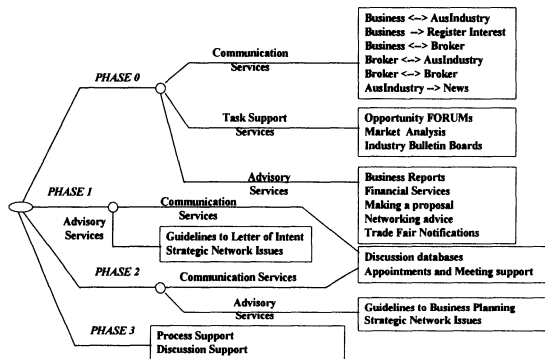 Communication
Services
Business <--> AusIndustry
Business --> Register Interest
Business <--> Broker
Broker <--> AusIndustry
Broker <--> Broker
AusIndustry --> News
PHASE 0
Task Support
Services
Opportunity FORUMs
Market Analysis
Industry Bulletin Boards
Advisory
Services
Business Reports
Financial Services
Making a proposal
Networking advice
Trade Fair Notifications
PHASE 1
Communication
Services
Advisory
Services
Guidelines to Letter of Intent
Strategic Network Issues
Discussion databases
Appointments and Meeting support
PHASE 2
Communication Services
Advisory
Services
Guidelines to Business Planning
Strategic Network Issues
PHASE 3
Process Support
Discussion Support